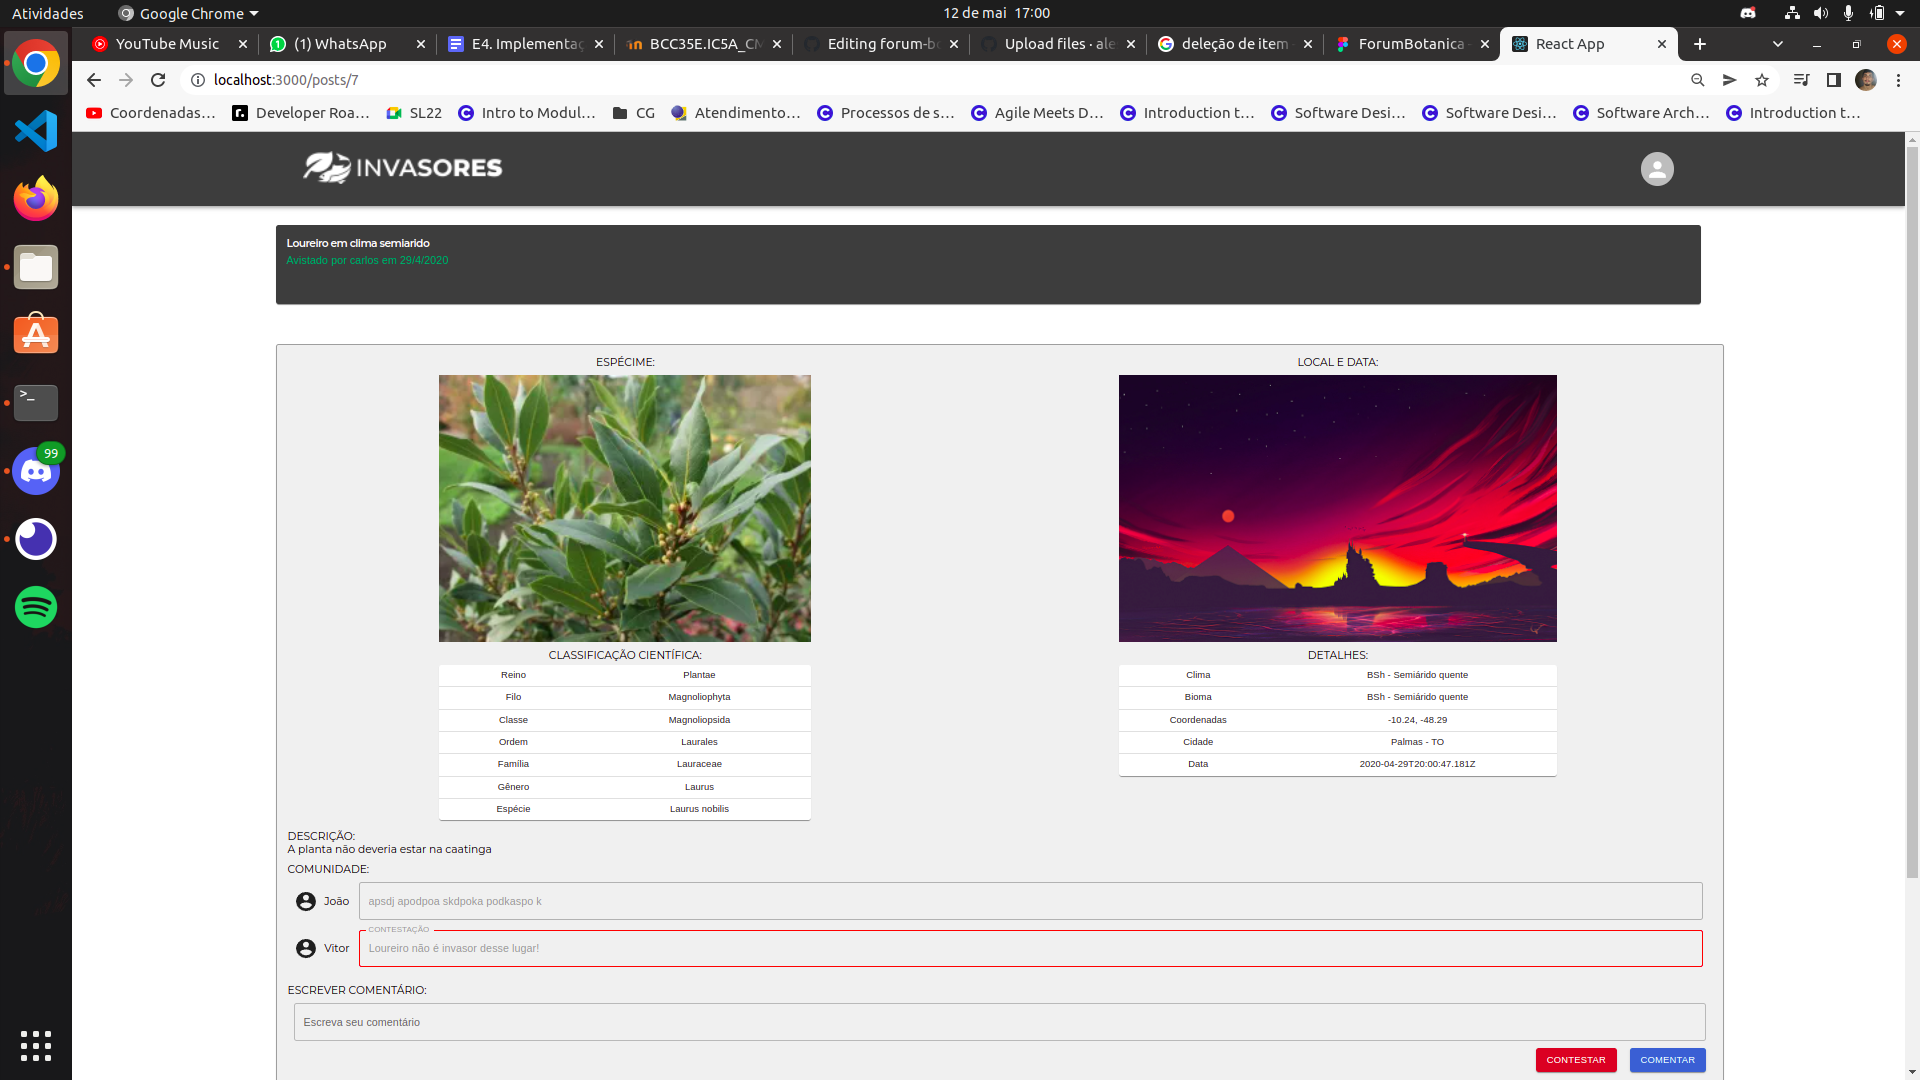 Atividades
Google Chrome
12 de mai 17:00
YouTube Music
(1) WhatsApp
E4. Implementaç
BCC35E.IC5A_CM
Editing forum-bo
Upload files · ale
deleção de item
ForumBotanica -
React App
localhost:3000/posts/7
Coordenadas…
Developer Roa…
SL22
Intro to Modul…
CG
Atendimento…
Processos de s…
Agile Meets D…
Introduction t…
Software Desi…
Software Desi…
Software Arch…
Introduction t…
INVASORES
Loureiro em clima semiarido
Avistado por carlos em 29/4/2020
ESPÉCIME:
CLASSIFICAÇÃO CIENTÍFICA:
Reino Plantae
Filo Magnoliophyta
Classe Magnoliopsida
Ordem Laurales
Família Lauraceae
Gênero Laurus
Espécie Laurus nobilis
LOCAL E DATA:
DETALHES:
Clima BSh - Semiárido quente
Bioma BSh - Semiárido quente
Coordenadas -10.24, -48.29
Cidade Palmas - TO
Data 2020-04-29T20:00:47.181Z
DESCRIÇÃO:
A planta não deveria estar na caatinga
COMUNIDADE:
João apsdj apodpoa skdpoka podkaspo k
CONTESTAÇÃO
Vitor Loureiro não é invasor desse lugar!
ESCREVER COMENTÁRIO:
Escreva seu comentário
CONTESTAR COMENTAR
99